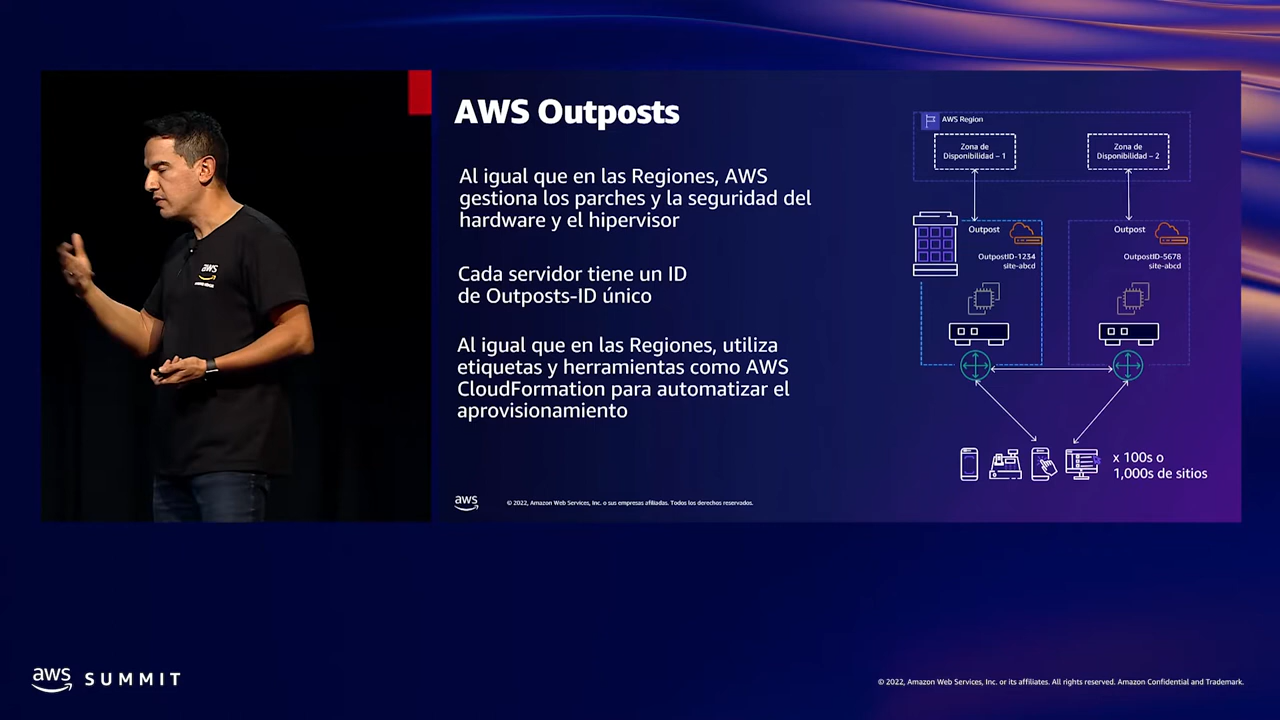 AWS Outposts
Al igual que en las Regiones, AWS
gestiona los parches y la seguridad del
hardware y el hipervisor
Cada servidor tiene un ID
de Outposts-ID único
Al igual que en las Regiones, utiliza
etiquetas y herramientas como AWS
CloudFormation para automatizar el
aprovisionamiento
aws
© 2022, Amazon Web Services, Inc. o sus empresas afiliadas. Todos los derechos reservados.
AWS Region
Zona de
Disponibilidad – 1
Zona de
Disponibilidad – 2
Outpost
OutpostID-1234
site-abcd
Outpost
OutpostID-5678
site-abcd
x 100s o
1,000s de sitios
aws
aws SUMMIT
© 2022, Amazon Web Services, Inc. or its affiliates. All rights reserved. Amazon Confidential and Trademark.